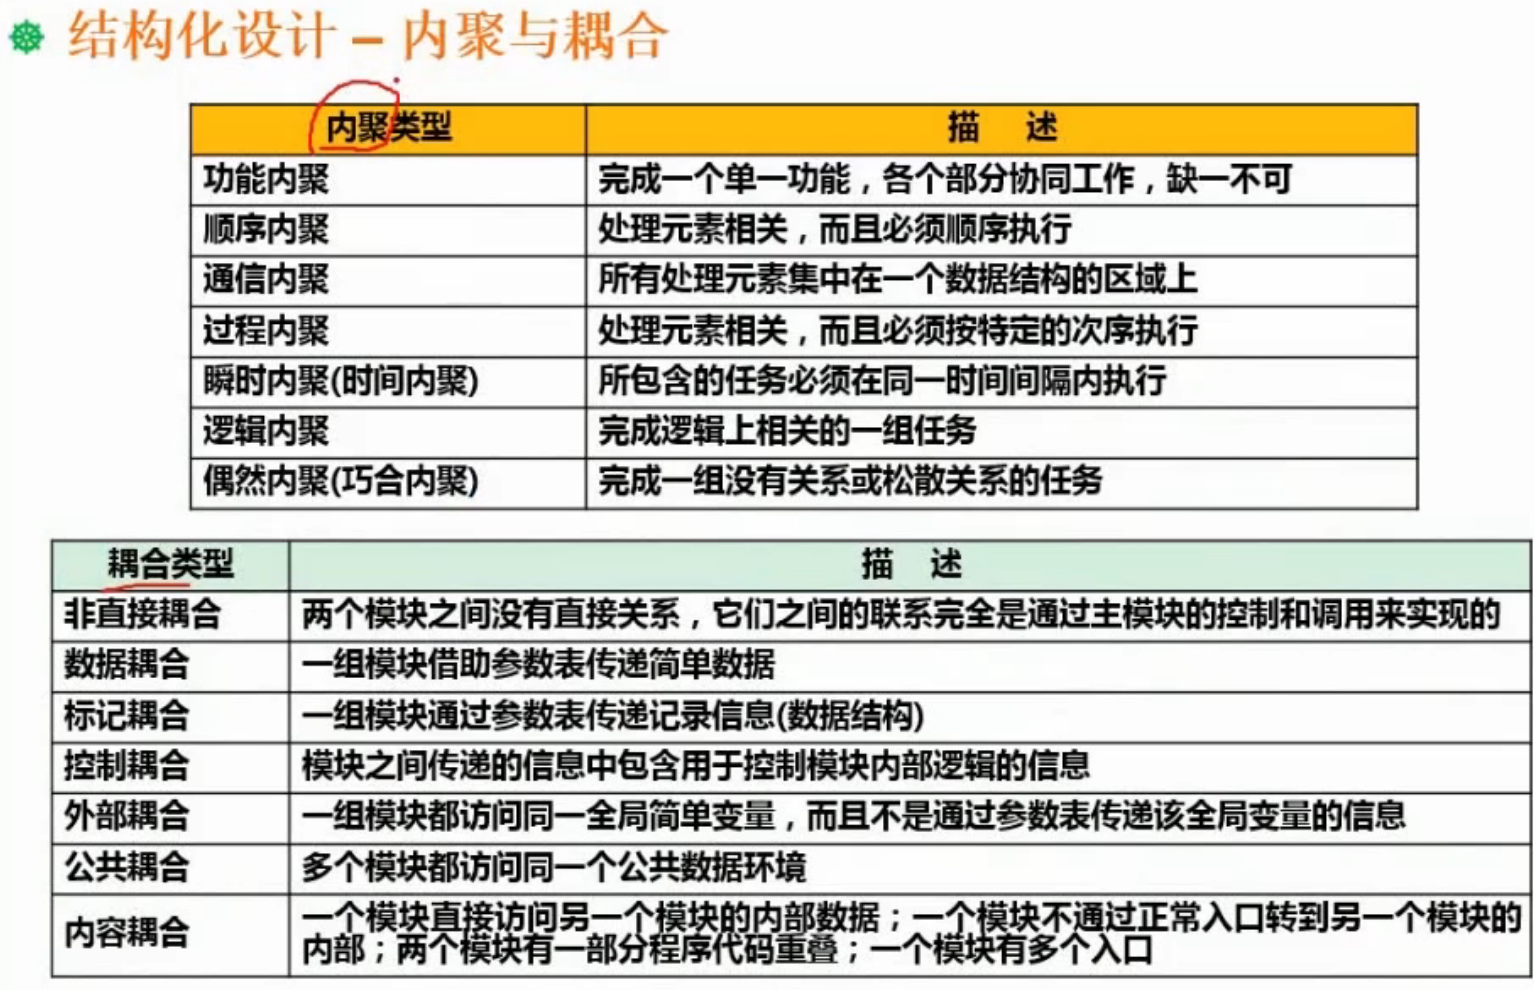 结构化设计 – 内聚与耦合
内聚类型 描 述
功能内聚 完成一个单一功能，各个部分协同工作，缺一不可
顺序内聚 处理元素相关，而且必须顺序执行
通信内聚 所有处理元素集中在一个数据结构的区域上
过程内聚 处理元素相关，而且必须按特定的次序执行
瞬时内聚(时间内聚) 所包含的任务必须在同一时间间隔内执行
逻辑内聚 完成逻辑上相关的一组任务
偶然内聚(巧合内聚) 完成一组没有关系或松散关系的任务
耦合类型 描 述
非直接耦合 两个模块之间没有直接关系，它们之间的联系完全是通过主模块的控制和调用来实现的
数据耦合 一组模块借助参数表传递简单数据
标记耦合 一组模块通过参数表传递记录信息(数据结构)
控制耦合 模块之间传递的信息中包含用于控制模块内部逻辑的信息
外部耦合 一组模块都访问同一全局简单变量，而且不是通过参数表传递该全局变量的信息
公共耦合 多个模块都访问同一个公共数据环境
内容耦合 一个模块直接访问另一个模块的内部数据；一个模块不通过正常入口转到另一个模块的
内部；两个模块有一部分程序代码重叠；一个模块有多个入口